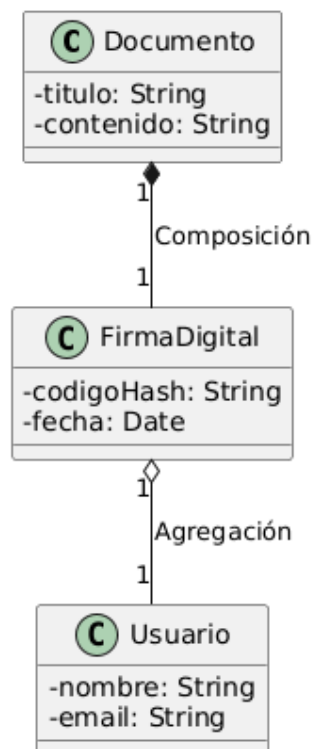 C Documento
-titulo: String
-contenido: String
1
Composición
1
C FirmaDigital
-codigoHash: String
-fecha: Date
1
Agregación
1
C Usuario
-nombre: String
-email: String